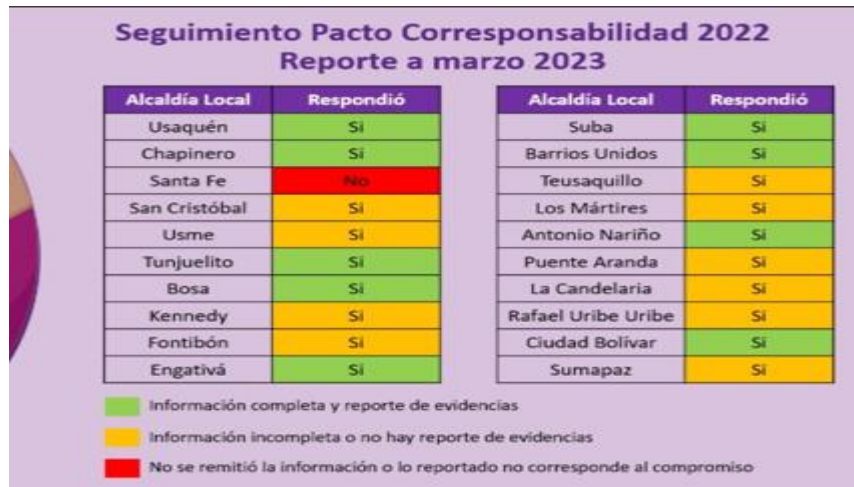 Seguimiento Pacto Corresponsabilidad 2022
Reporte a marzo 2023
Alcaldía Local Respondió
Usaquén Si
Chapinero Si
Santa Fe No
San Cristóbal Si
Usme Si
Tunjuelito Si
Bosa Si
Kennedy Si
Fontibón Si
Engativá Si
Alcaldía Local Respondió
Suba Si
Barrios Unidos Si
Teusaquillo Si
Los Mártires Si
Antonio Nariño Si
Puente Aranda Si
La Candelaria Si
Rafael Uribe Uribe Si
Ciudad Bolívar Si
Sumapaz Si
Información completa y reporte de evidencias
Información incompleta o no hay reporte de evidencias
No se remitió la información o lo reportado no corresponde al compromiso